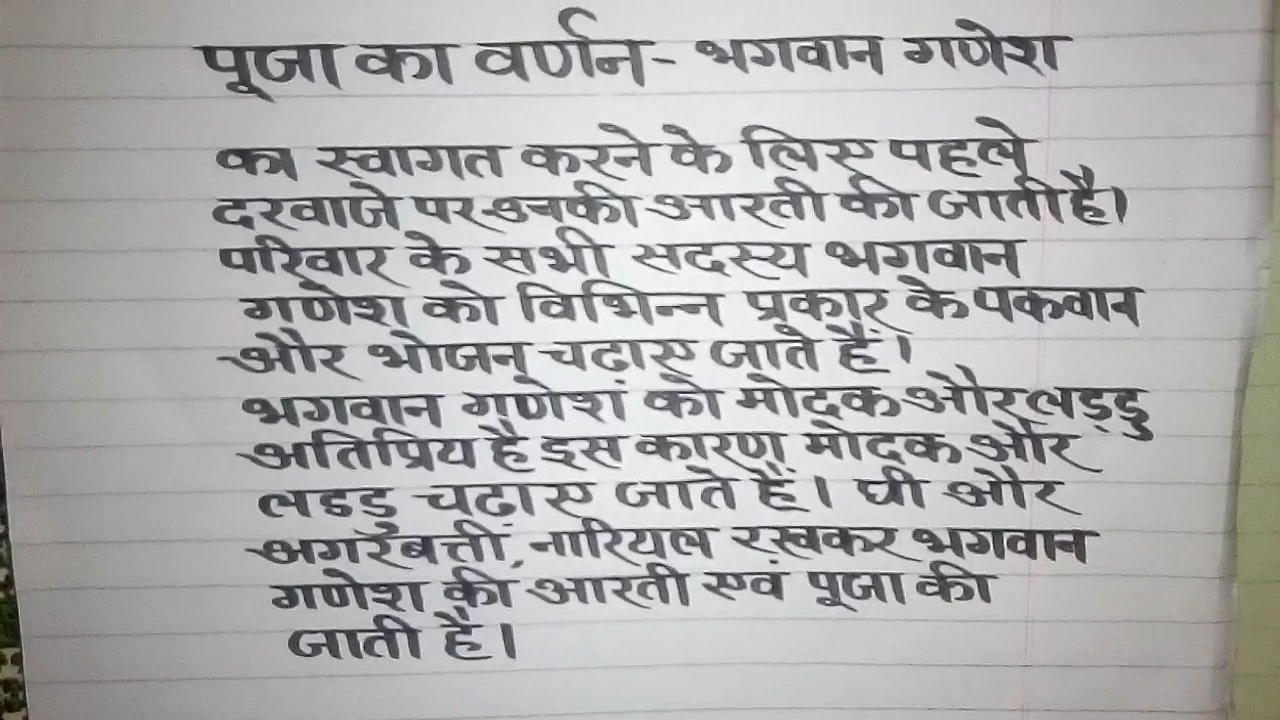 पूजा का वर्णन- भगवान गणेश
का स्वागत करने के लिए पहले
दरवाजे पर उनकी आरती की जाती है।
परिवार के सभी सदस्य भगवान
गणेश को विभिन्न प्रकार के पकवान
और भोजन चढाए जाते हैं।
भगवान गणेश को मोदक और लड्डु
अतिप्रिय है इस कारण मोदक और
लडडु चढ़ाए जाते हैं। घी और
अगरबत्ती, नारियल रखकर भगवान
गणेश की आरती एवं पूजा की
जाती हैं।